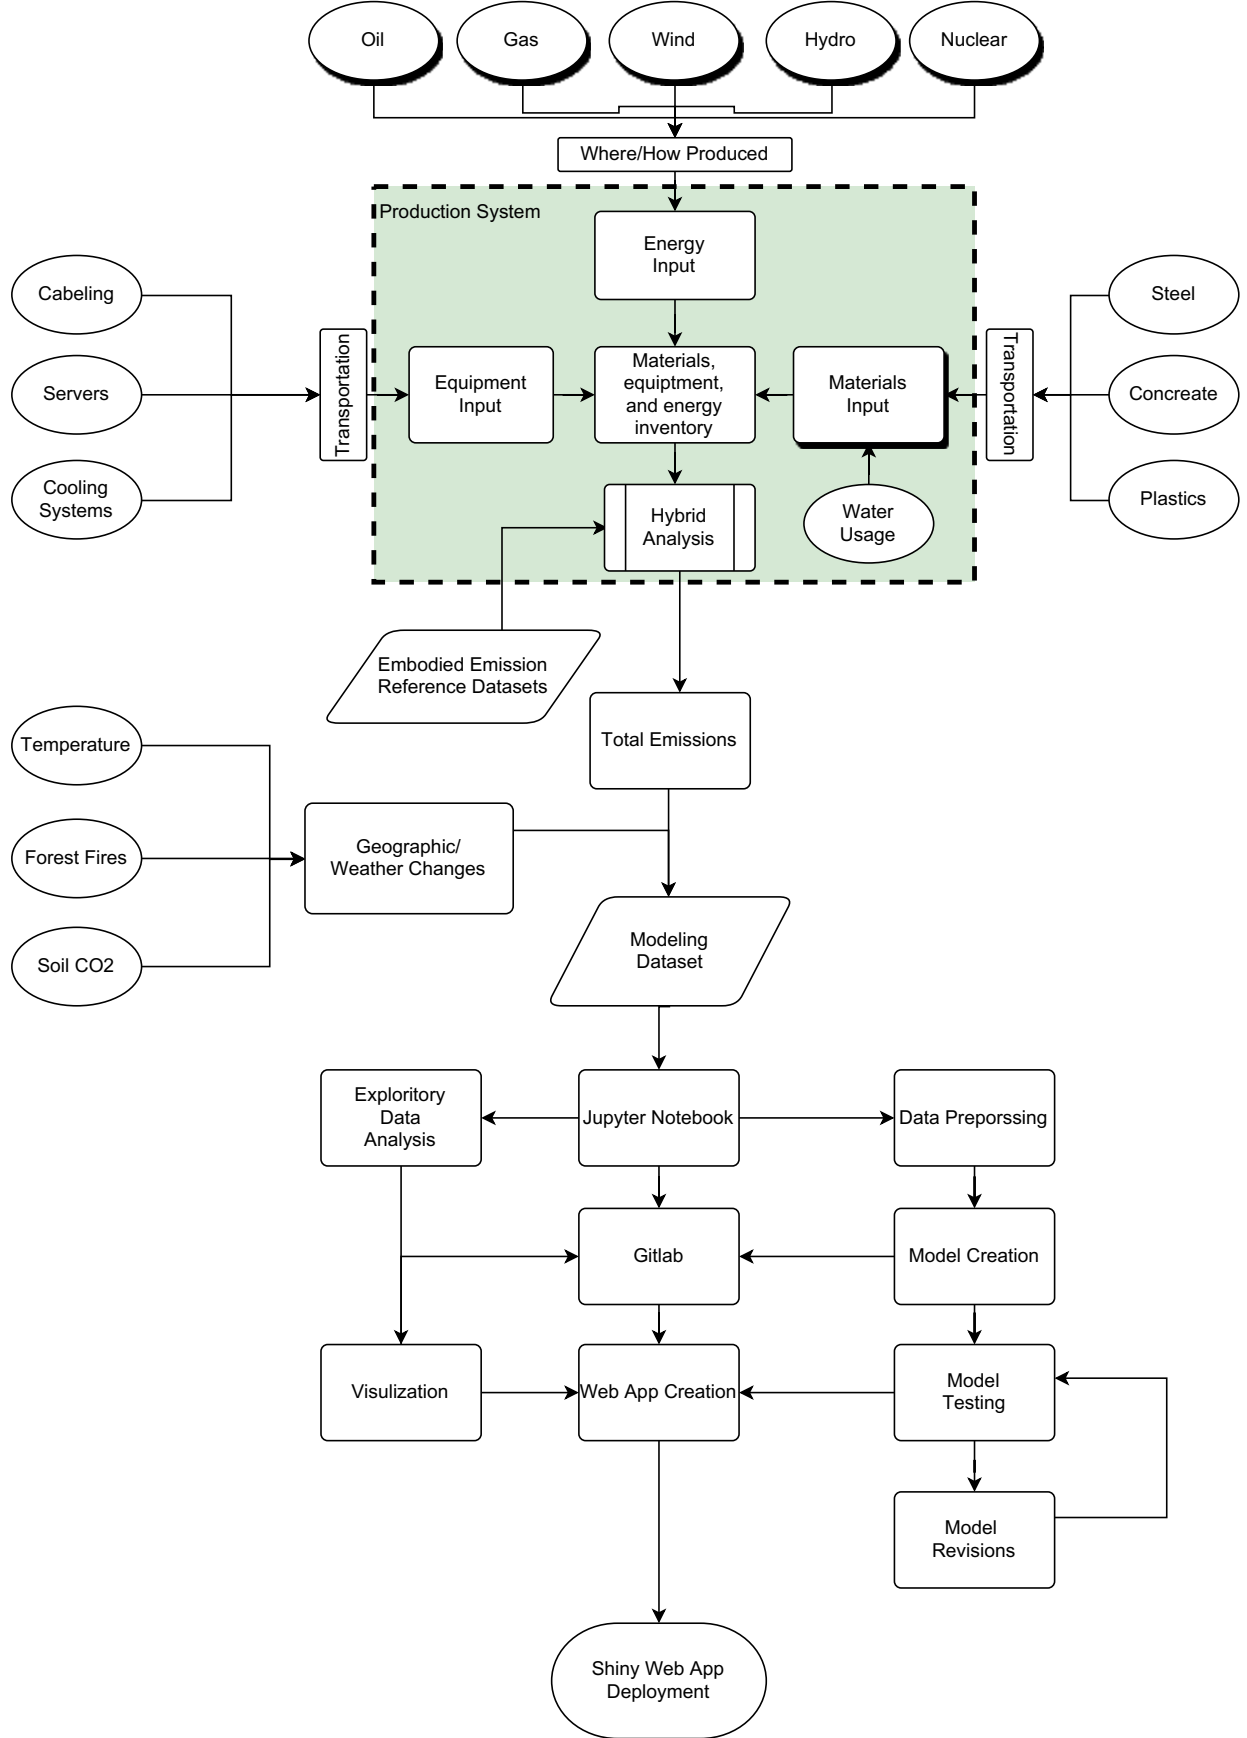 Oil
Gas
Wind
Hydro
Nuclear
Where/How Produced
Production System
Energy
Input
Cabeling
Servers
Cooling
Systems
Transportation
Equipment
Input
Materials,
equiptment,
and energy
inventory
Materials
Input
Transportation
Steel
Concreate
Plastics
Hybrid
Analysis
Water
Usage
Embodied Emission
Reference Datasets
Total Emissions
Temperature
Forest Fires
Soil CO2
Geographic/
Weather Changes
Modeling
Dataset
Exploritory
Data
Analysis
Jupyter Notebook
Data Preporssing
Gitlab
Model Creation
Visulization
Web App Creation
Model
Testing
Model
Revisions
Shiny Web App
Deployment